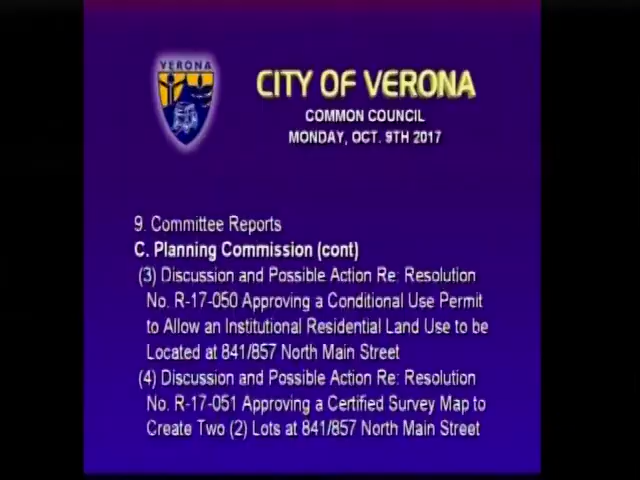 VERONA
CITY OF VERONA
COMMON COUNCIL
MONDAY, OCT. 9TH 2017
9. Committee Reports
C. Planning Commission (cont)
(3) Discussion and Possible Action Re: Resolution
No. R-17-050 Approving a Conditional Use Permit
to Allow an Institutional Residential Land Use to be
Located at 841/857 North Main Street
(4) Discussion and Possible Action Re: Resolution
No. R-17-051 Approving a Certified Survey Map to
Create Two (2) Lots at 841/857 North Main Street